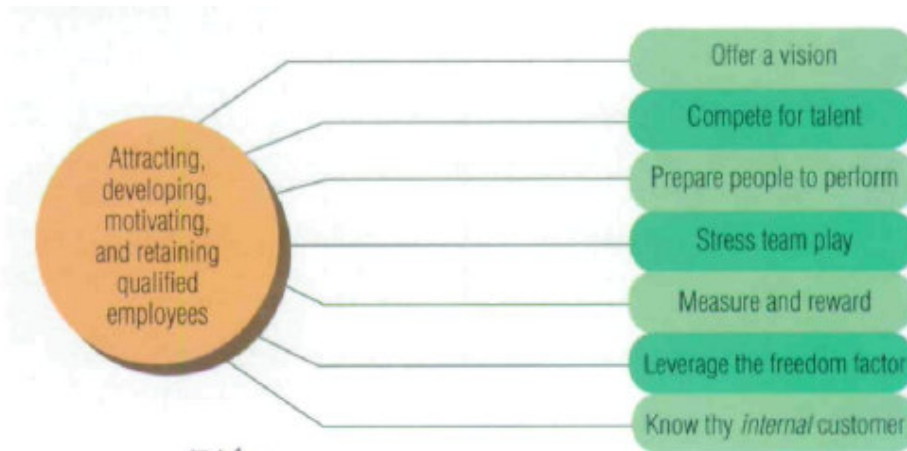 Attracting,
developing,
motivating,
and retaining
qualified
employees
Offer a vision
Compete for talent
Prepare people to perform
Stress team play
Measure and reward
Leverage the freedom factor
Know thy internal customer